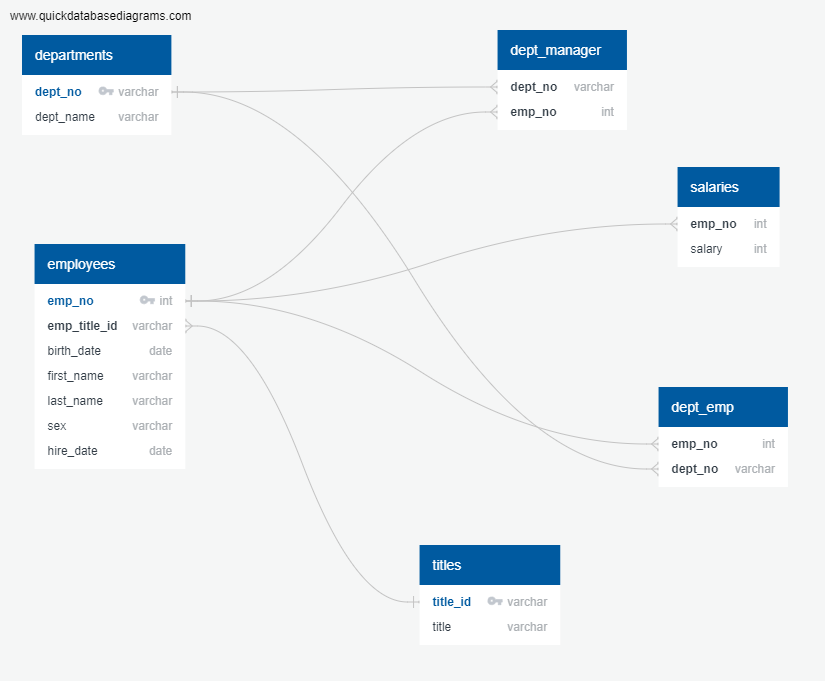 www.quickdatabasediagrams.com
departments
dept_no varchar
dept_name varchar
dept_manager
dept_no varchar
emp_no int
salaries
emp_no int
salary int
employees
emp_no int
emp_title_id varchar
birth_date date
first_name varchar
last_name varchar
sex varchar
hire_date date
dept_emp
emp_no int
dept_no varchar
titles
title_id varchar
title varchar